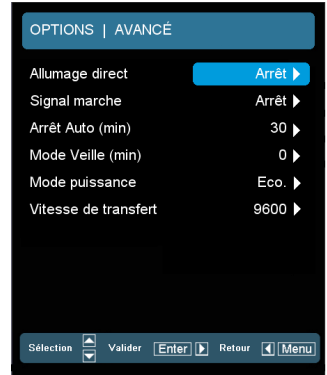 OPTIONS | AVANCÉ
Allumage direct Arrêt
Signal marche Arrêt
Arrêt Auto (min) 30
Mode Veille (min) 0
Mode puissance Eco.
Vitesse de transfert 9600
Sélection Valider Enter Retour Menu